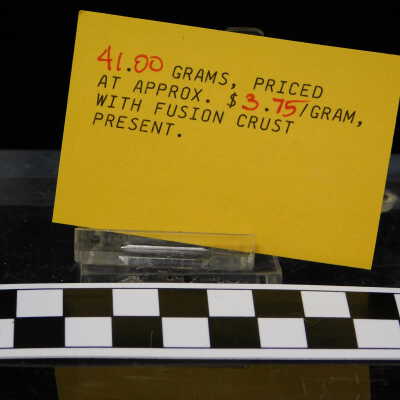 41.00 GRAMS, PRICED
AT APPROX. $3.75/GRAM,
WITH FUSION CRUST
PRESENT.